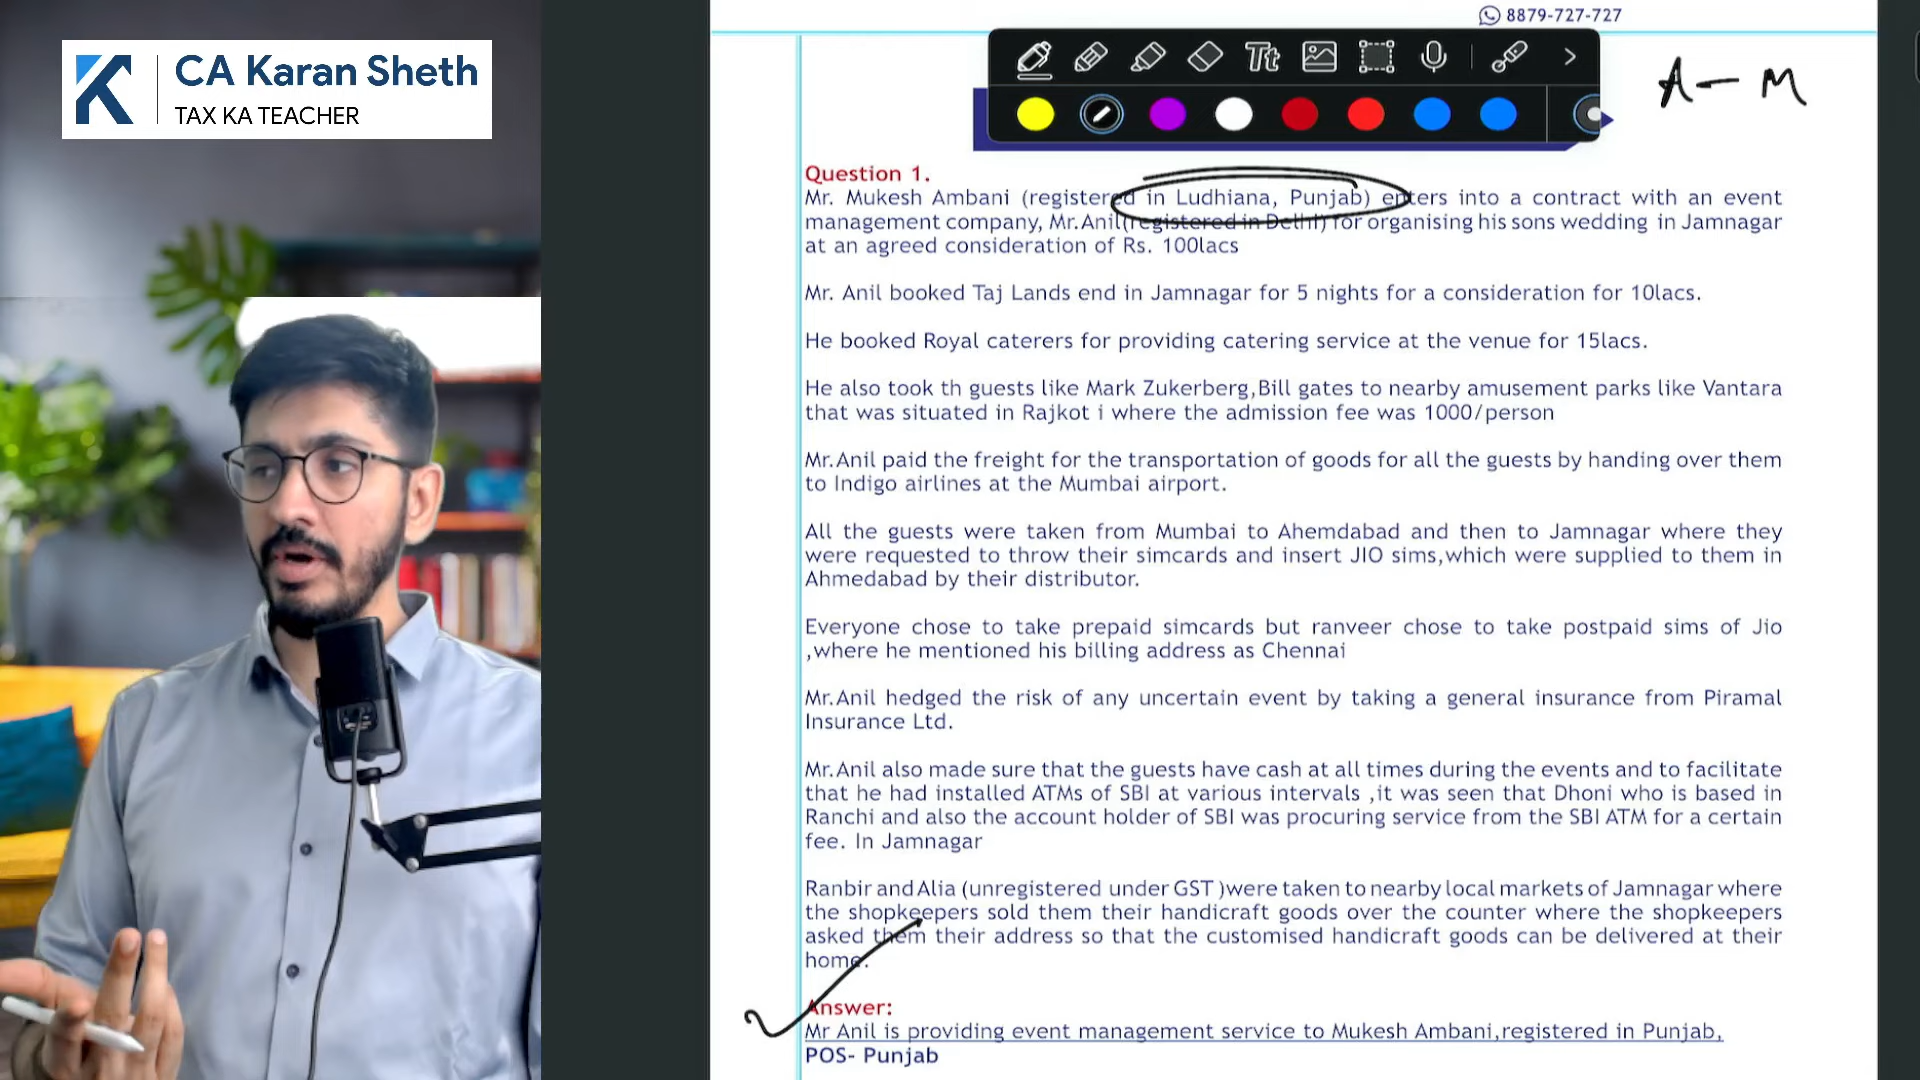 CA Karan Sheth
TAX KA TEACHER
8879-727-727
Tt
A - M
Question 1.
Mr. Mukesh Ambani (registered in Ludhiana, Punjab) enters into a contract with an event
management company, Mr.Anil(registered in Delhi) for organising his sons wedding in Jamnagar
at an agreed consideration of Rs. 100lacs
Mr. Anil booked Taj Lands end in Jamnagar for 5 nights for a consideration for 10lacs.
He booked Royal caterers for providing catering service at the venue for 15lacs.
He also took th guests like Mark Zukerberg,Bill gates to nearby amusement parks like Vantara
that was situated in Rajkot i where the admission fee was 1000/person
Mr.Anil paid the freight for the transportation of goods for all the guests by handing over them
to Indigo airlines at the Mumbai airport.
All the guests were taken from Mumbai to Ahemdabad and then to Jamnagar where they
were requested to throw their simcards and insert JIO sims,which were supplied to them in
Ahmedabad by their distributor.
Everyone chose to take prepaid simcards but ranveer chose to take postpaid sims of Jio
,where he mentioned his billing address as Chennai
Mr.Anil hedged the risk of any uncertain event by taking a general insurance from Piramal
Insurance Ltd.
Mr.Anil also made sure that the guests have cash at all times during the events and to facilitate
that he had installed ATMs of SBI at various intervals ,it was seen that Dhoni who is based in
Ranchi and also the account holder of SBI was procuring service from the SBI ATM for a certain
fee. In Jamnagar
Ranbir and Alia (unregistered under GST )were taken to nearby local markets of Jamnagar where
the shopkeepers sold them their handicraft goods over the counter where the shopkeepers
asked them their address so that the customised handicraft goods can be delivered at their
home.
Answer:
Mr Anil is providing event management service to Mukesh Ambani,registered in Punjab,
POS- Punjab